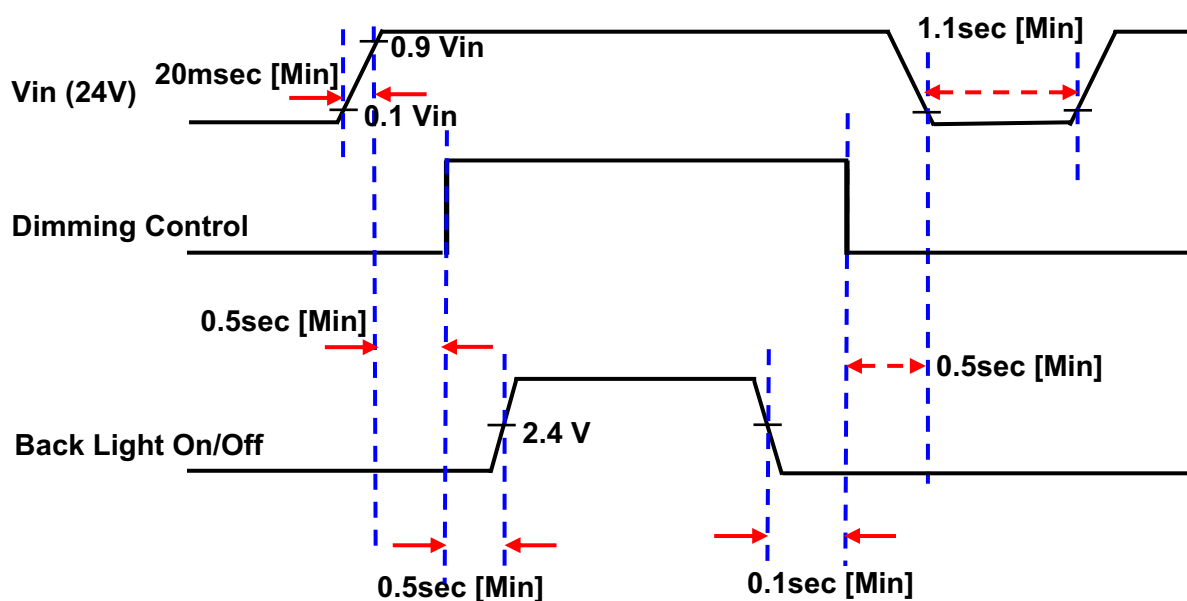 1.1sec [Min]
0.9 Vin
20msec [Min]
Vin (24V)
0.1 Vin
Dimming Control
0.5sec [Min]
0.5sec [Min]
2.4 V
Back Light On/Off
0.5sec [Min]
0.1sec [Min]